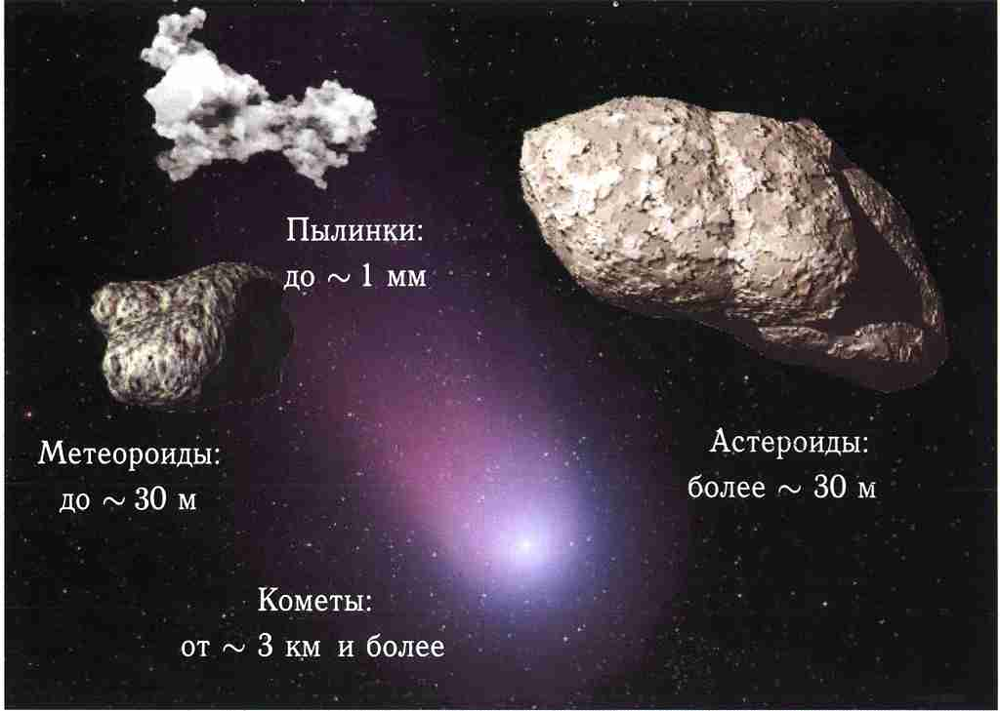 Пылинки:
до ~ 1 мм
Метеороиды:
до ~ 30 м
Астероиды:
более ~ 30 м
Кометы:
от ~ 3 км и более